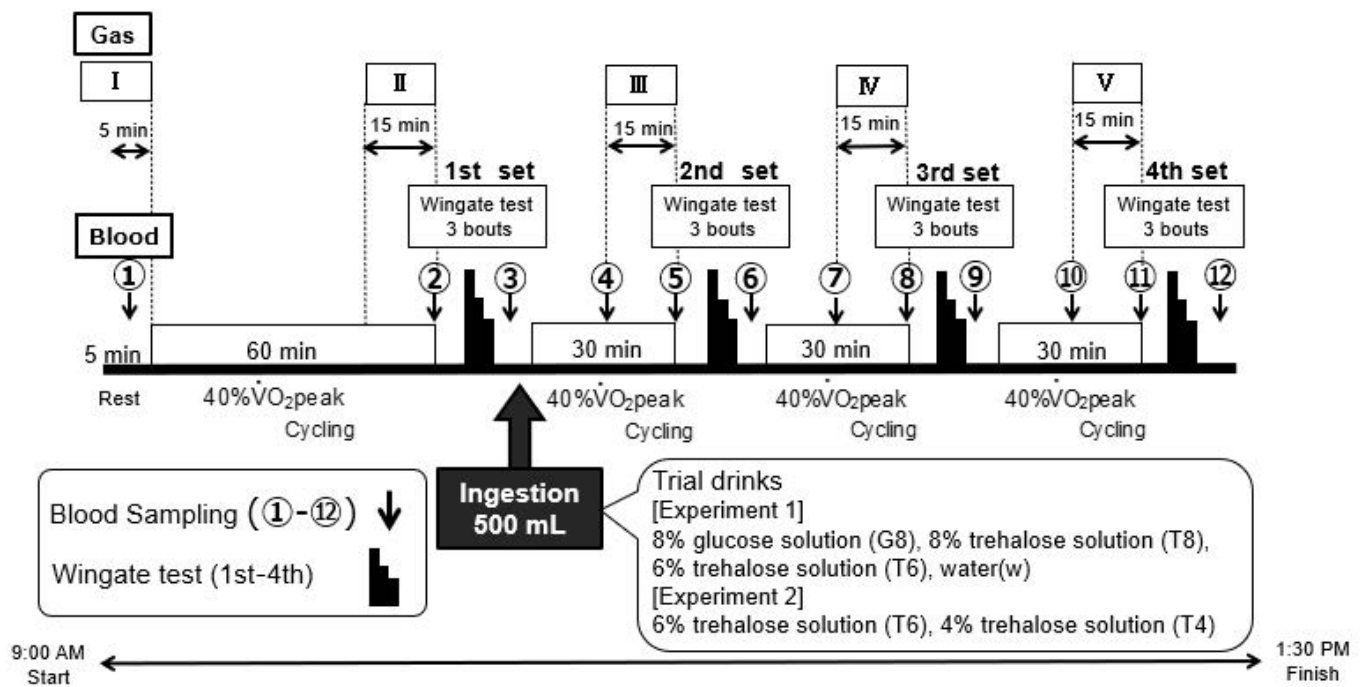 Gas
I
II
III
IV
V
5 min
15 min
15 min
15 min
15 min
1st set
2nd set
3rd set
4th set
Wingate test
3 bouts
Wingate test
3 bouts
Wingate test
3 bouts
Wingate test
3 bouts
Blood
①
②
③
④
⑤
⑥
⑦
⑧
⑨
⑩
⑪
⑫
5 min
60 min
30 min
30 min
30 min
Rest
40%V̇O₂peak
Cycling
40%V̇O₂peak
Cycling
40%V̇O₂peak
Cycling
40%V̇O₂peak
Cycling
Blood Sampling (①-⑫)
Wingate test (1st-4th)
Ingestion
500 mL
Trial drinks
[Experiment 1]
8% glucose solution (G8), 8% trehalose solution (T8),
6% trehalose solution (T6), water(w)
[Experiment 2]
6% trehalose solution (T6), 4% trehalose solution (T4)
9:00 AM
Start
1:30 PM
Finish